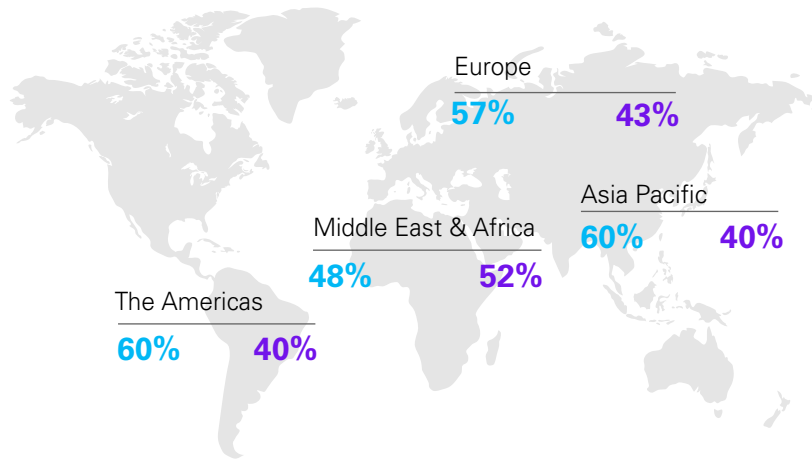 Europe
57% 43%
Asia Pacific
60% 40%
Middle East & Africa
48% 52%
The Americas
60% 40%